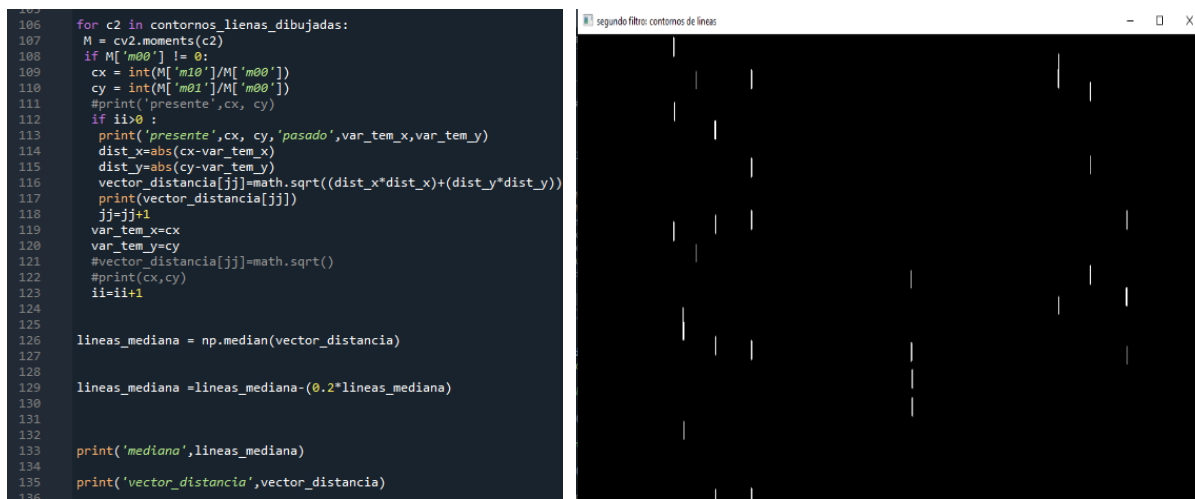 106 for c2 in contornos_lienas_dibujadas:
107 M = cv2.moments(c2)
108 if M['m00'] != 0:
109 cx = int(M['m10']/M['m00'])
110 cy = int(M['m01']/M['m00'])
111 #print('presente',cx, cy)
112 if ii>0 :
113 print('presente',cx, cy,'pasado',var_tem_x,var_tem_y)
114 dist_x=abs(cx-var_tem_x)
115 dist_y=abs(cy-var_tem_y)
116 vector_distancia[jj]=math.sqrt((dist_x*dist_x)+(dist_y*dist_y))
117 print(vector_distancia[jj])
118 jj=jj+1
119 var_tem_x=cx
120 var_tem_y=cy
121 #vector_distancia[jj]=math.sqrt()
122 #print(cx,cy)
123 ii=ii+1
124
125
126 lineas_mediana = np.median(vector_distancia)
127
128
129 lineas_mediana =lineas_mediana-(0.2*lineas_mediana)
130
131
132
133 print('mediana',lineas_mediana)
134
135 print('vector_distancia',vector_distancia)
136
segundo filtro: contornos de lineas